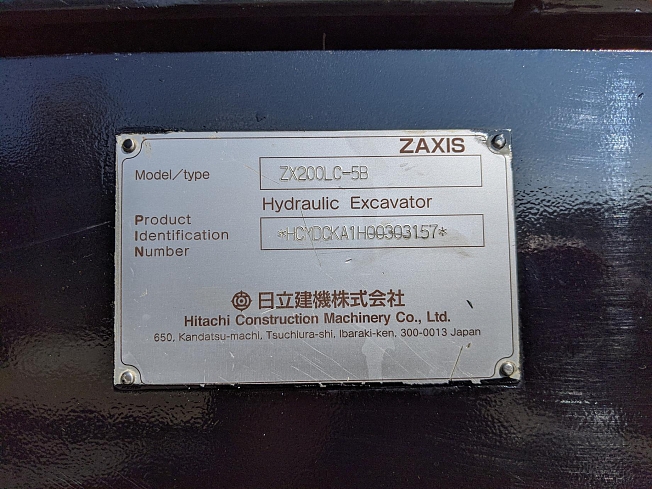 ZAXIS
Model/type ZX200LC-5B
Hydraulic Excavator
Product Identification Number *HCYDCKA1H00303157*
日立建機株式会社
Hitachi Construction Machinery Co., Ltd.
650, Kandatsu-machi, Tsuchiura-shi, Ibaraki-ken, 300-0013 Japan